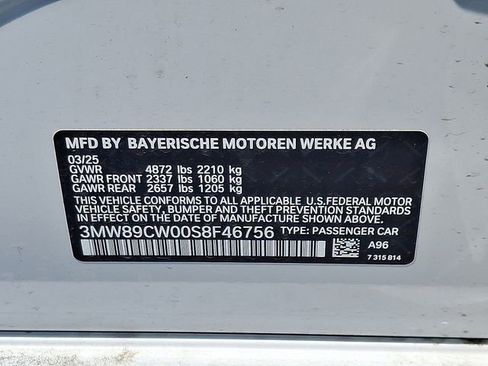 MFD BY BAYERISCHE MOTOREN WERKE AG
03/25
GVWR 4872 lbs 2210 kg
GAWR FRONT 2337 lbs 1060 kg
GAWR REAR 2657 lbs 1205 kg
THIS VEHICLE CONFORMS TO ALL APPLICABLE U.S.FEDERAL MOTOR
VEHICLE SAFETY, BUMPER, AND THEFT PREVENTION STANDARDS
IN EFFECT ON THE DATE OF MANUFACTURE SHOWN ABOVE.
3MW89CW00S8F46756 TYPE: PASSENGER CAR
A96
7 315 814